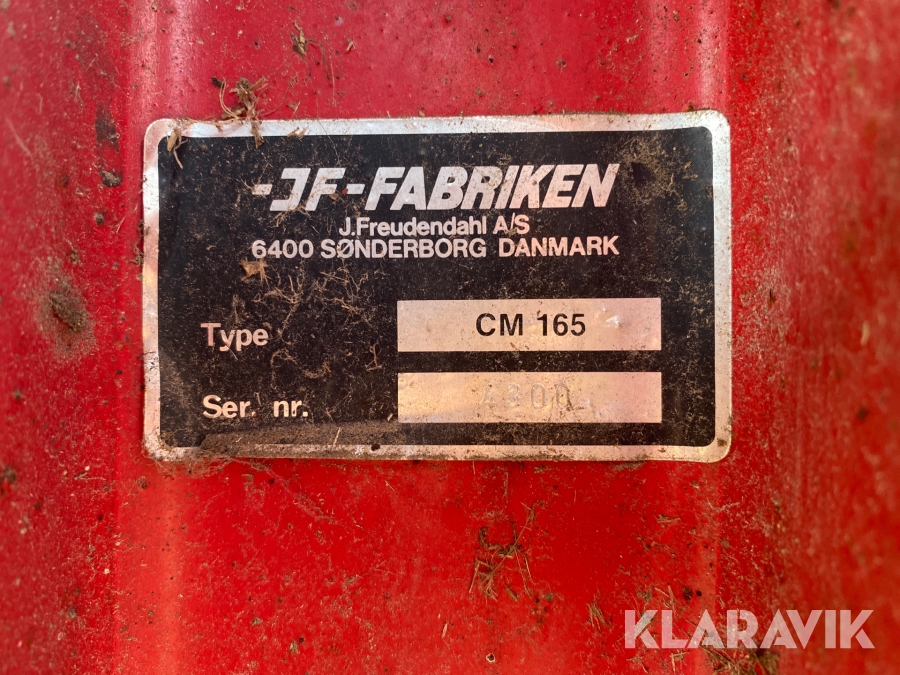 -JF-FABRIKEN
J.Freudendahl A/S
6400 SØNDERBORG DANMARK
Type CM 165
Ser. nr.
KLARAVIK